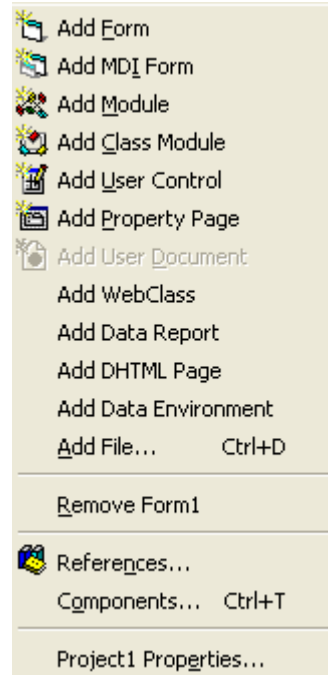 Add Form
Add MDI Form
Add Module
Add Class Module
Add User Control
Add Property Page
Add User Document
Add WebClass
Add Data Report
Add DHTML Page
Add Data Environment
Add File... Ctrl+D
Remove Form1
References...
Components... Ctrl+T
Project1 Properties...